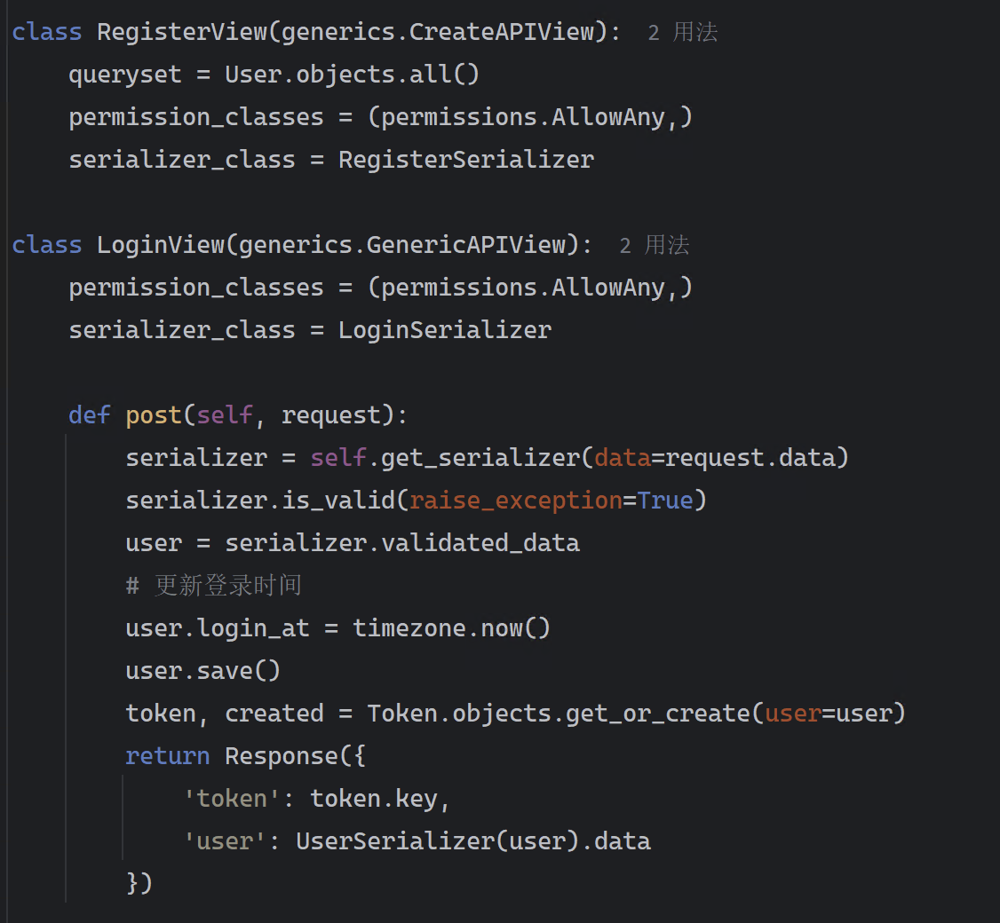 class RegisterView(generics.CreateAPIView): 2 用法
    queryset = User.objects.all()
    permission_classes = (permissions.AllowAny,)
    serializer_class = RegisterSerializer
class LoginView(generics.GenericAPIView): 2 用法
    permission_classes = (permissions.AllowAny,)
    serializer_class = LoginSerializer
    def post(self, request):
        serializer = self.get_serializer(data=request.data)
        serializer.is_valid(raise_exception=True)
        user = serializer.validated_data
        # 更新登录时间
        user.login_at = timezone.now()
        user.save()
        token, created = Token.objects.get_or_create(user=user)
        return Response({
            'token': token.key,
            'user': UserSerializer(user).data
        })